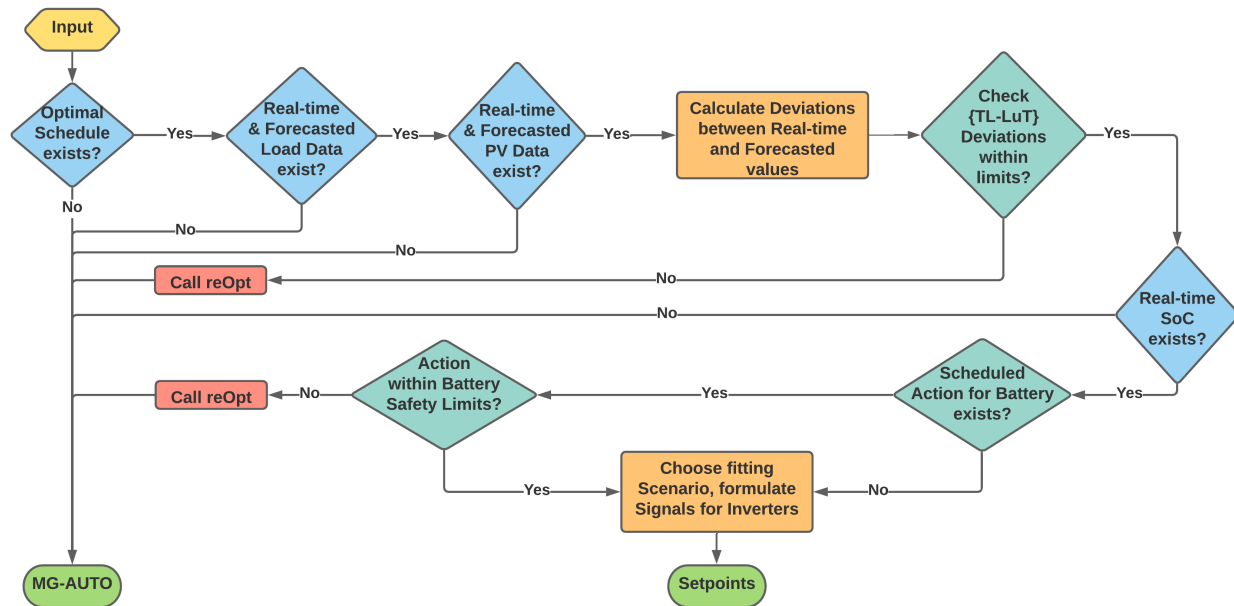 Input
Optimal
Schedule
exists?
Yes
Real-time
& Forecasted
Load Data
exist?
Yes
Real-time
& Forecasted
PV Data
exist?
Yes
Calculate Deviations
between Real-time
and Forecasted
values
Check
{TL-LuT}
Deviations
within
limits?
Yes
No
No
No
Call reOpt
No
No
Real-time
SoC
exists?
Call reOpt
No
Action
within Battery
Safety Limits?
Yes
Scheduled
Action for Battery
exists?
Yes
Yes
Choose fitting
Scenario, formulate
Signals for Inverters
No
MG-AUTO
Setpoints